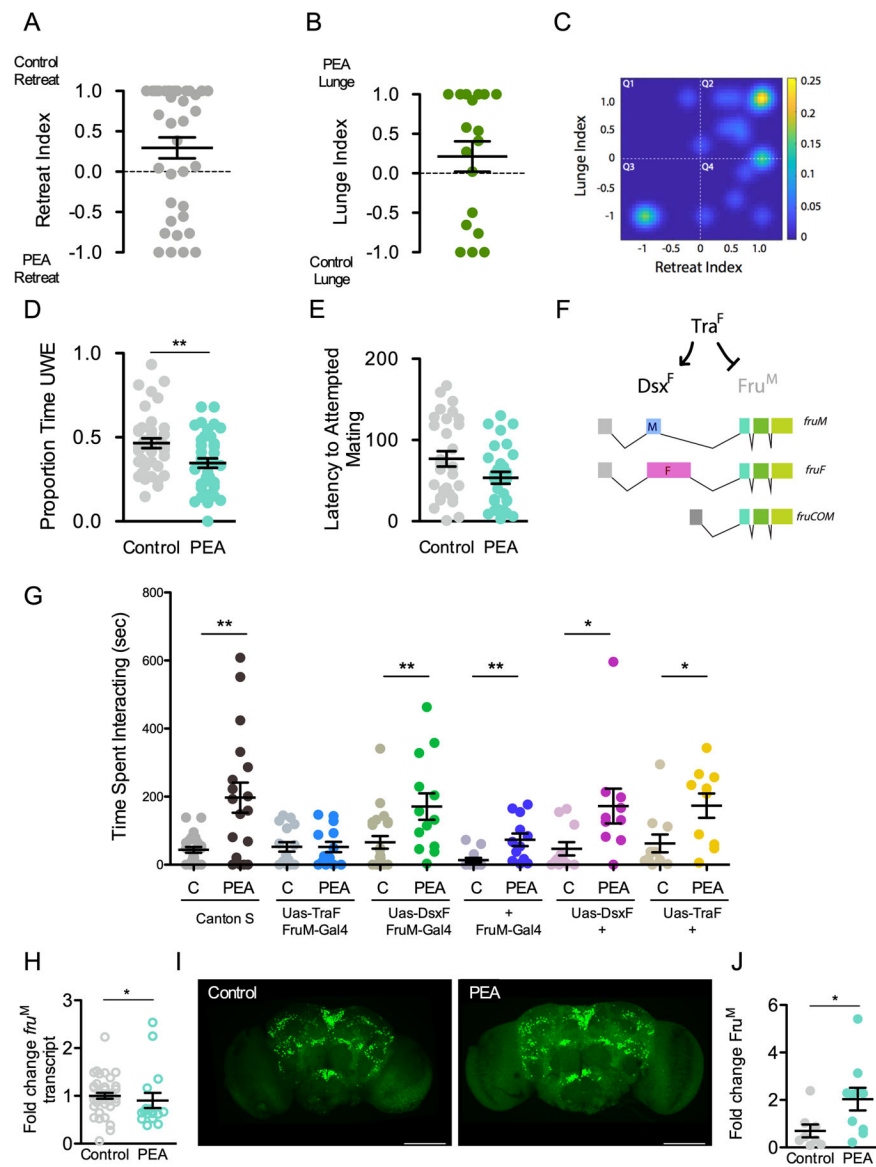 A
Control
Retreat
Retreat Index
1.0
0.5
0.0
-0.5
-1.0
PEA
Retreat
B
PEA
Lunge
Lunge Index
1.0
0.5
0.0
-0.5
-1.0
Control
Lunge
C
Q1 Q2
Q3 Q4
Lunge Index
1.0
0.5
0
-0.5
-1
-1 -0.5 0 0.5 1.0
Retreat Index
0.25
0.2
0.15
0.1
0.05
0
D
Proportion Time UWE
1.0
0.5
0.0
**
Control PEA
E
Latency to Attempted
Mating
200
100
0
Control PEA
F
TraF
DsxF FruM
M fruM
F fruF
fruCOM
G
Time Spent Interacting (sec)
800
600
400
200
0
** ** ** * *
C PEA C PEA C PEA C PEA C PEA C PEA
Canton S
Uas-TraF
FruM-Gal4
Uas-DsxF
FruM-Gal4
+
FruM-Gal4
Uas-DsxF
+
Uas-TraF
+
H
Fold change fruM
transcript
3
2
1
0
*
Control PEA
I
Control PEA
J
Fold change FruM
6
4
2
0
*
Control PEA